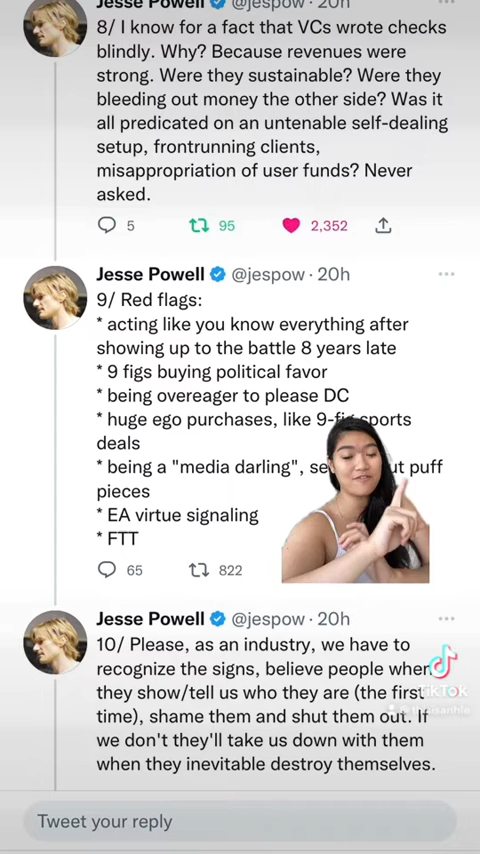 Jesse Powell @jespow · 20h
8/ I know for a fact that VCs wrote checks
blindly. Why? Because revenues were
strong. Were they sustainable? Were they
bleeding out money the other side? Was it
all predicated on an untenable self-dealing
setup, frontrunning clients,
misappropriation of user funds? Never
asked.
5 95 2,352
Jesse Powell @jespow · 20h
9/ Red flags:
* acting like you know everything after
showing up to the battle 8 years late
* 9 figs buying political favor
* being overeager to please DC
* huge ego purchases, like 9-fig sports
deals
* being a "media darling", puff
pieces
* EA virtue signaling
* FTT
65 822
Jesse Powell @jespow · 20h
10/ Please, as an industry, we have to
recognize the signs, believe people when
they show/tell us who they are (the first
time), shame them and shut them out. If
we don't they'll take us down with them
when they inevitable destroy themselves.
TikTok
Tweet your reply